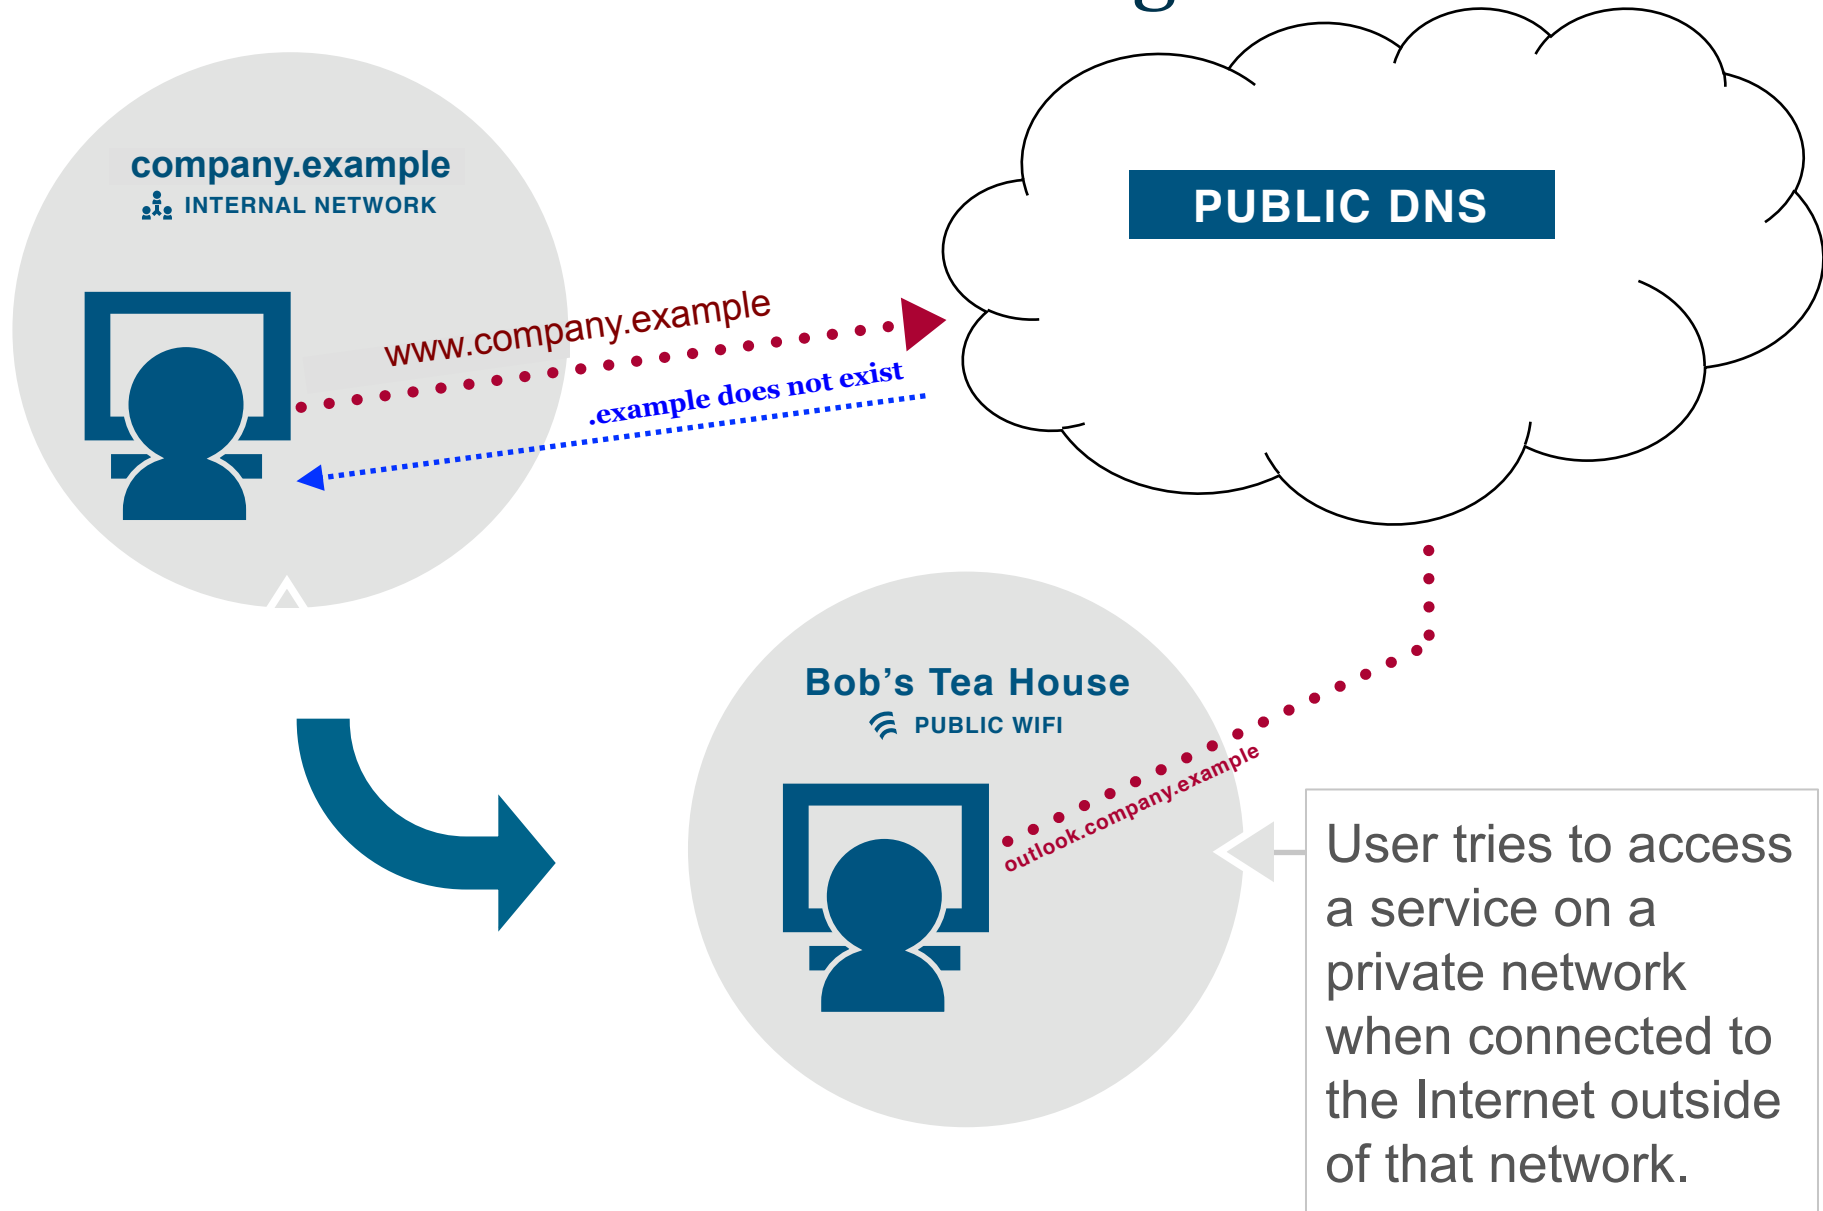 company.example
INTERNAL NETWORK
PUBLIC DNS
www.company.example
.example does not exist
Bob’s Tea House
PUBLIC WIFI
outlook.company.example
User tries to access
a service on a
private network
when connected to
the Internet outside
of that network.